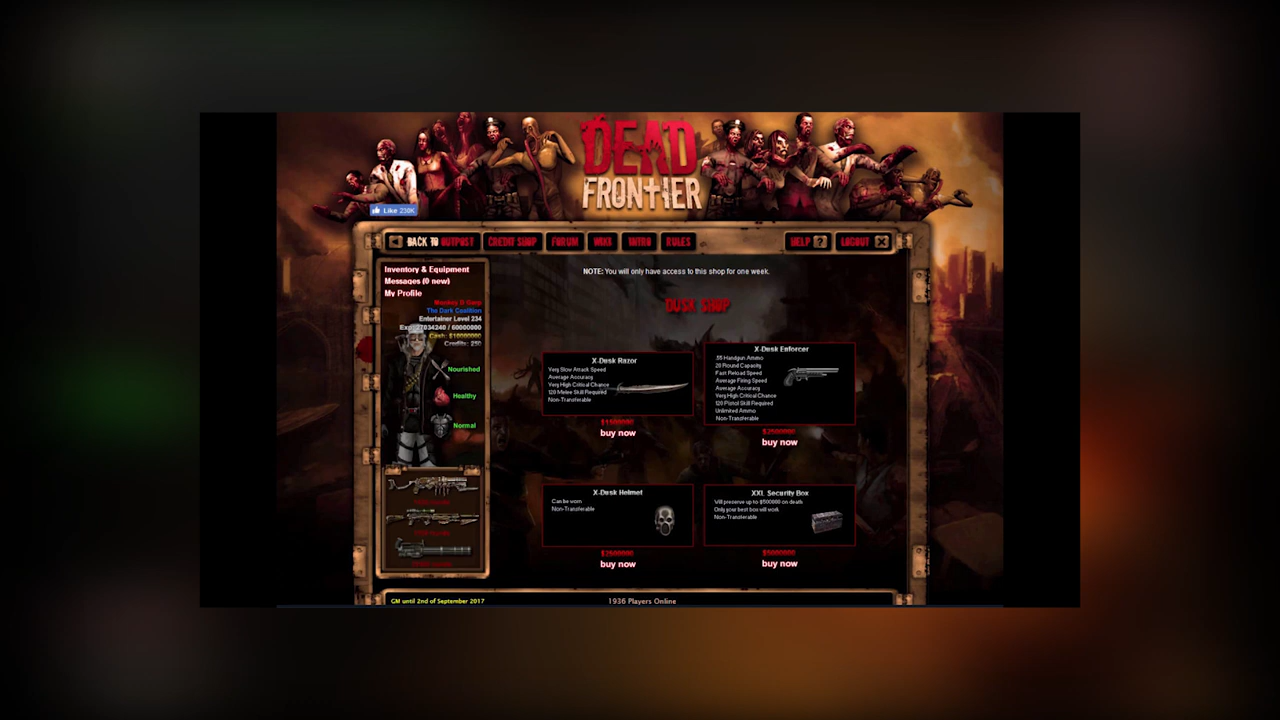 DEAD
FRONTIER
Like 210K
BACK TO OUTPOST
CREDIT SHOP
FORUM
WIKI
INTRO
RULES
HELP ?
LOGOUT X
Inventory & Equipment
Messages (0 new)
My Profile
Monkey D Garp
The Dark Coalition
Entertainer Level 234
/ 60000000
Credits: 250
Nourished
Healthy
Normal
NOTE: You will only have access to this shop for one week.
DUSK SHOP
X-Dusk Razor
Very Slow Attack Speed
Average Accuracy
Very High Critical Chance
120 Melee Skill Required
Non-Transferable
buy now
X-Dusk Enforcer
.55 Handgun Ammo
20 Round Capacity
Fast Reload Speed
Average Firing Speed
Average Accuracy
Very High Critical Chance
120 Pistol Skill Required
Unlimited Ammo
Non-Transferable
$2500000
buy now
X-Dusk Helmet
Can be worn
Non-Transferable
$2500000
buy now
XXL Security Box
Will preserve up to $500000 on death
Only your best box will work
Non-Transferable
$5000000
buy now
GM until 2nd of September 2017
1936 Players Online